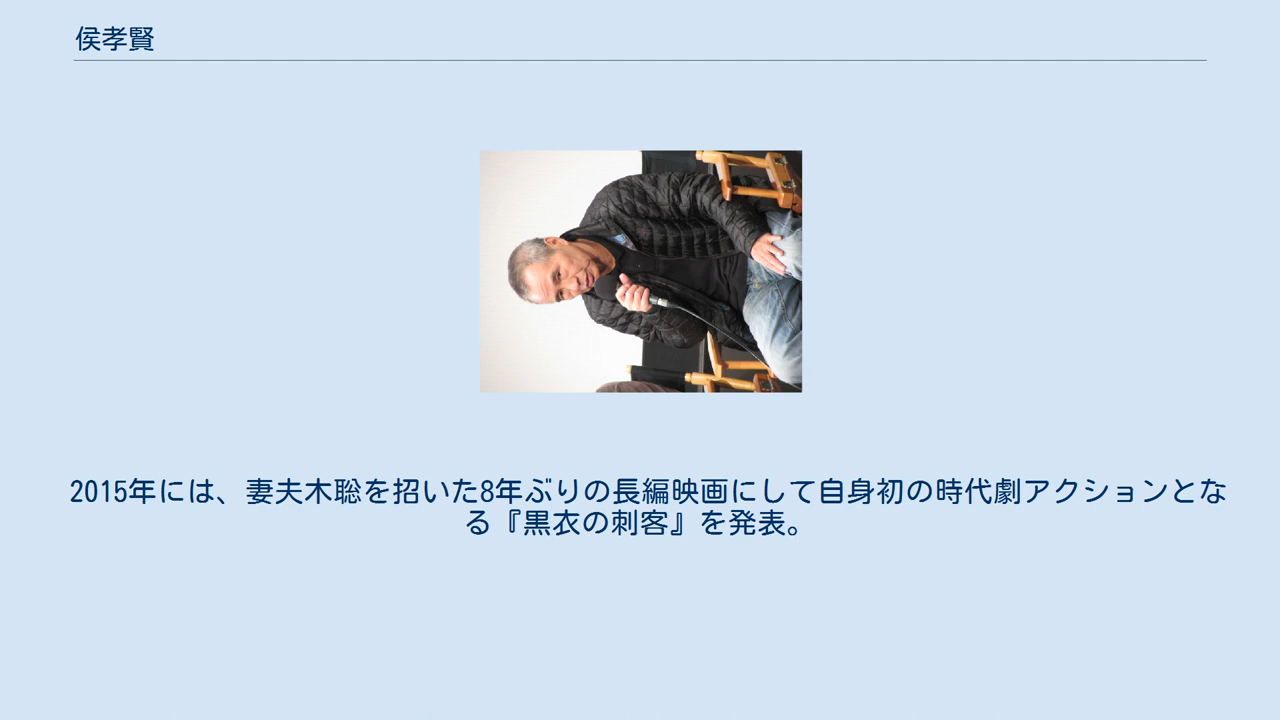 侯孝賢
2015年には、妻夫木聡を招いた8年ぶりの長編映画にして自身初の時代劇アクションとな
る『黒衣の刺客』を発表。